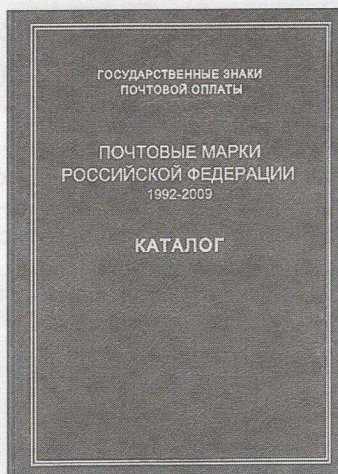 ГОСУДАРСТВЕННЫЕ ЗНАКИ
ПОЧТОВОЙ ОПЛАТЫ
ПОЧТОВЫЕ МАРКИ
РОССИЙСКОЙ ФЕДЕРАЦИИ
1992-2009
КАТАЛОГ